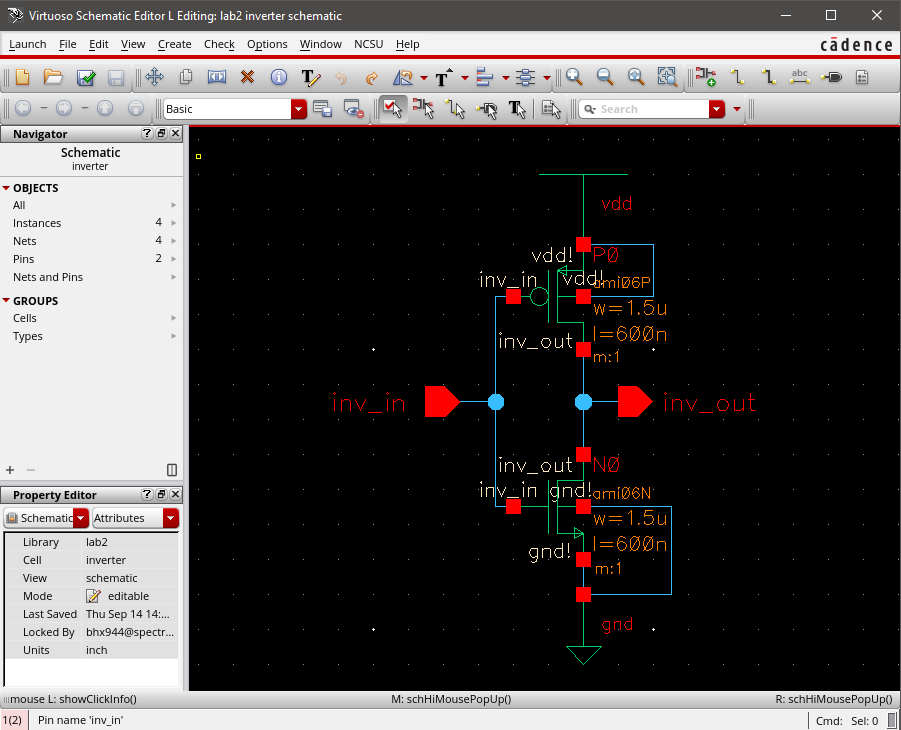 Virtuoso Schematic Editor L Editing: lab2 inverter schematic
Launch File Edit View Create Check Options Window NCSU Help
cādence
abc
Basic
Search
Navigator
Schematic
inverter
OBJECTS
All
Instances 4
Nets 4
Pins 2
Nets and Pins
GROUPS
Cells
Types
Property Editor
Schematic Attributes
Library lab2
Cell inverter
View schematic
Mode editable
Last Saved Thu Sep 14 14:...
Locked By bhx944@spectr...
Units inch
vdd
vdd! P0
inv_in vdd! ami06P
w=1.5u
l=600n
inv_out m:1
inv_in inv_out
inv_out N0
inv_in gnd! ami06N
w=1.5u
l=600n
gnd! m:1
gnd
mouse L: showClickInfo() M: schHiMousePopUp() R: schHiMousePopUp()
1(2) Pin name 'inv_in' Cmd: Sel: 0